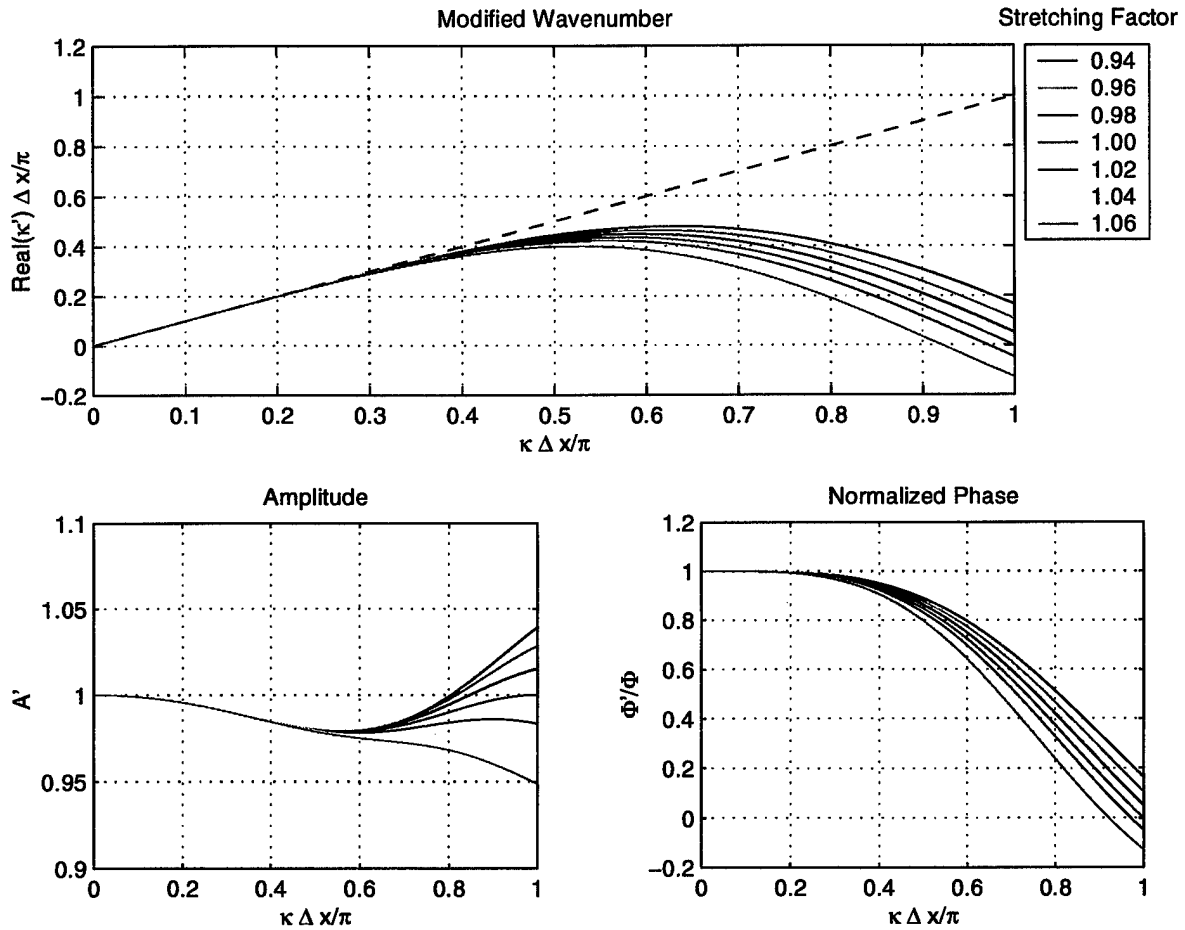 Modified Wavenumber
Stretching Factor
1.2
1
0.8
0.6
0.4
0.2
0
−0.2
Real(κ') Δ x/π
0 0.1 0.2 0.3 0.4 0.5 0.6 0.7 0.8 0.9 1
κ Δ x/π
0.94
0.96
0.98
1.00
1.02
1.04
1.06
Amplitude
1.1
1.05
1
0.95
0.9
A'
0 0.2 0.4 0.6 0.8 1
κ Δ x/π
Normalized Phase
1.2
1
0.8
0.6
0.4
0.2
0
−0.2
Φ'/Φ
0 0.2 0.4 0.6 0.8 1
κ Δ x/π